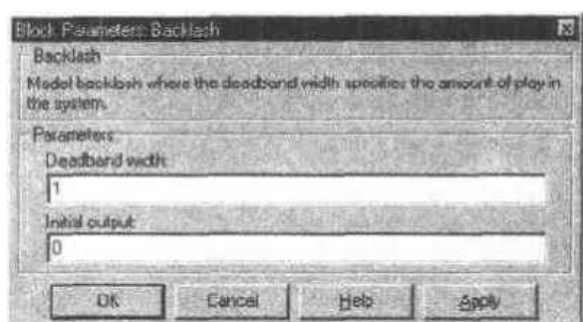 Block Parameters: Backlash
Backlash
Model backlash where the deadband width specifies the amount of play in
the system.
Parameters
Deadband width:
1
Initial output:
0
OK
Cancel
Help
Apply